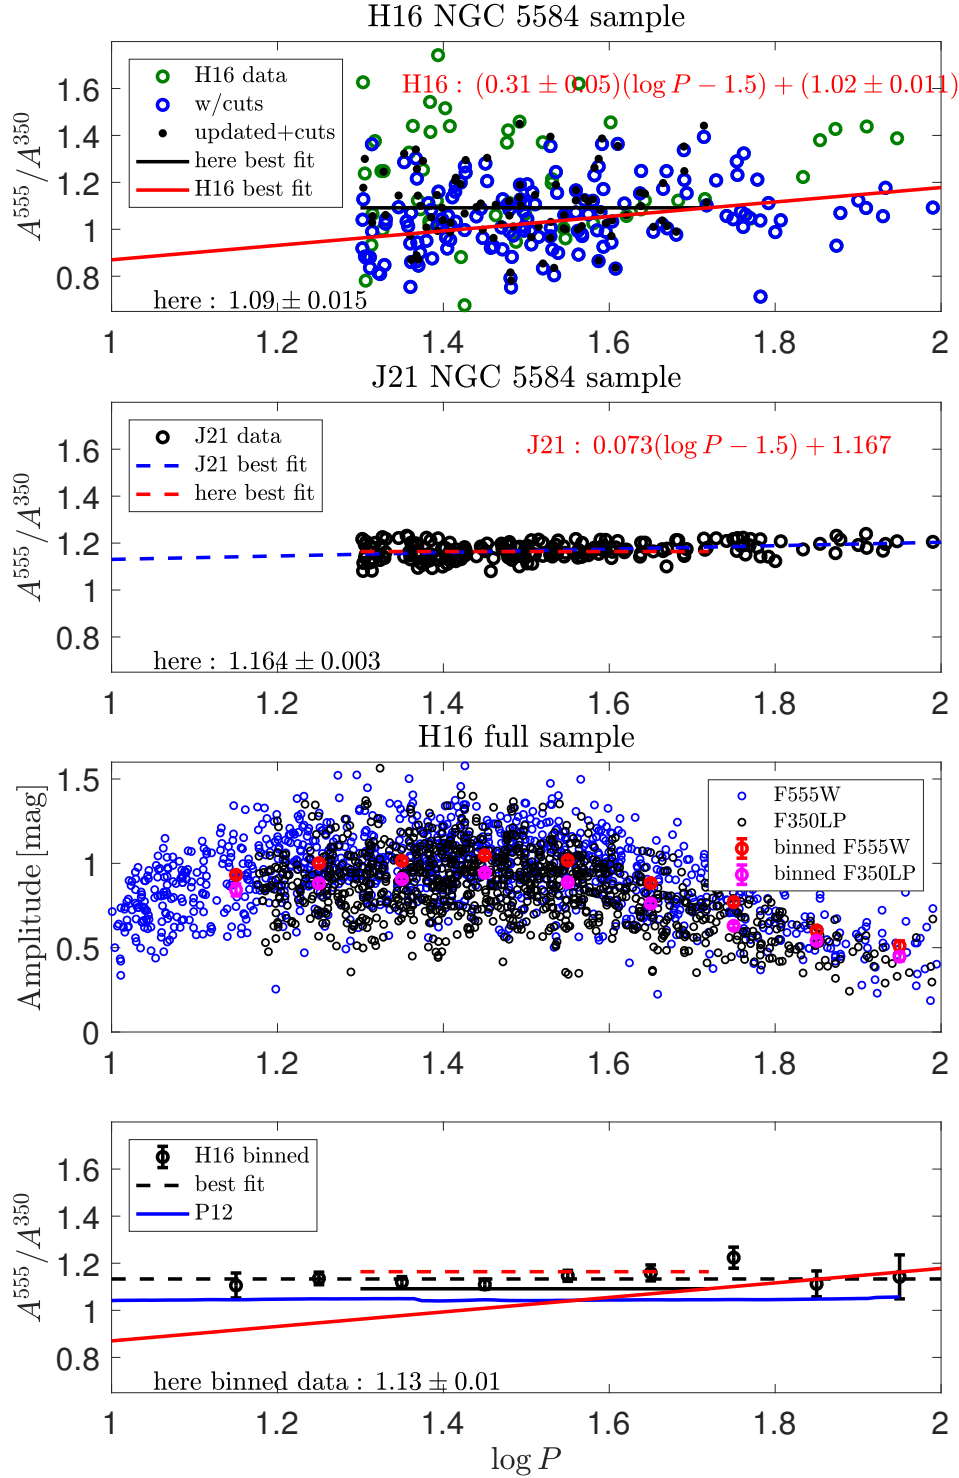 H16 NGC 5584 sample
H16 data
w/cuts
updated+cuts
here best fit
H16 best fit
H16 : (0.31 ± 0.05)(log P − 1.5) + (1.02 ± 0.011)
here : 1.09 ± 0.015
A^555/A^350
1.6
1.4
1.2
1
0.8
1 1.2 1.4 1.6 1.8 2
J21 NGC 5584 sample
J21 data
J21 best fit
here best fit
J21 : 0.073(log P − 1.5) + 1.167
here : 1.164 ± 0.003
A^555/A^350
1.6
1.4
1.2
1
0.8
1 1.2 1.4 1.6 1.8 2
H16 full sample
F555W
F350LP
binned F555W
binned F350LP
Amplitude [mag]
1.5
1
0.5
0
1 1.2 1.4 1.6 1.8 2
H16 binned
best fit
P12
here binned data : 1.13 ± 0.01
A^555/A^350
1.6
1.4
1.2
1
0.8
1 1.2 1.4 1.6 1.8 2
log P